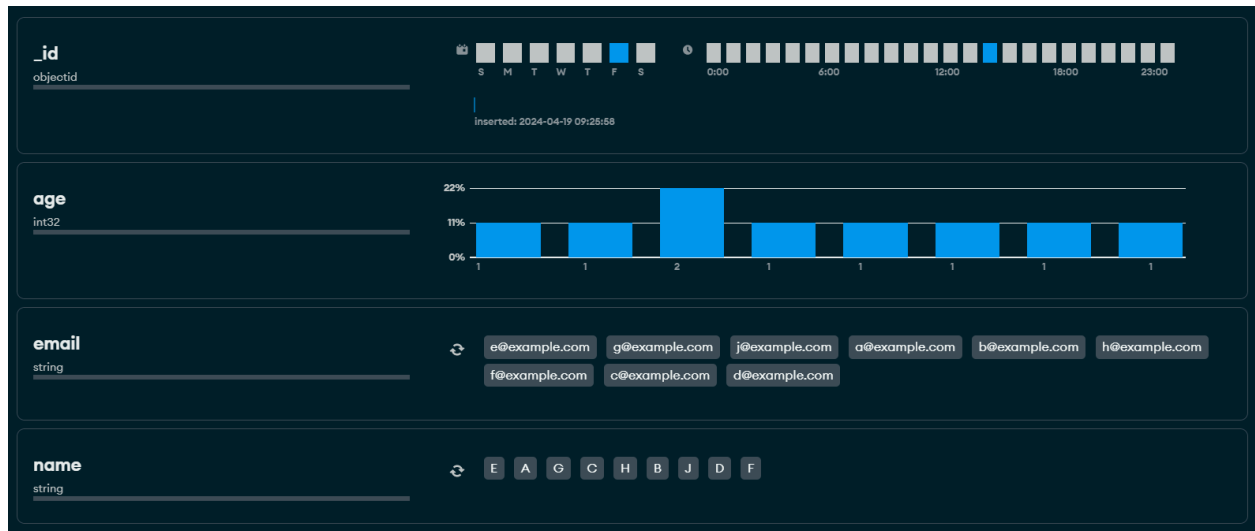 _id
objectid
S M T W T F S
0:00 6:00 12:00 18:00 23:00
inserted: 2024-04-19 09:25:58
age
int32
22%
11%
0%
1 1 2 1 1 1 1 1
email
string
e@example.com g@example.com j@example.com a@example.com b@example.com h@example.com
f@example.com c@example.com d@example.com
name
string
E A G C H B J D F